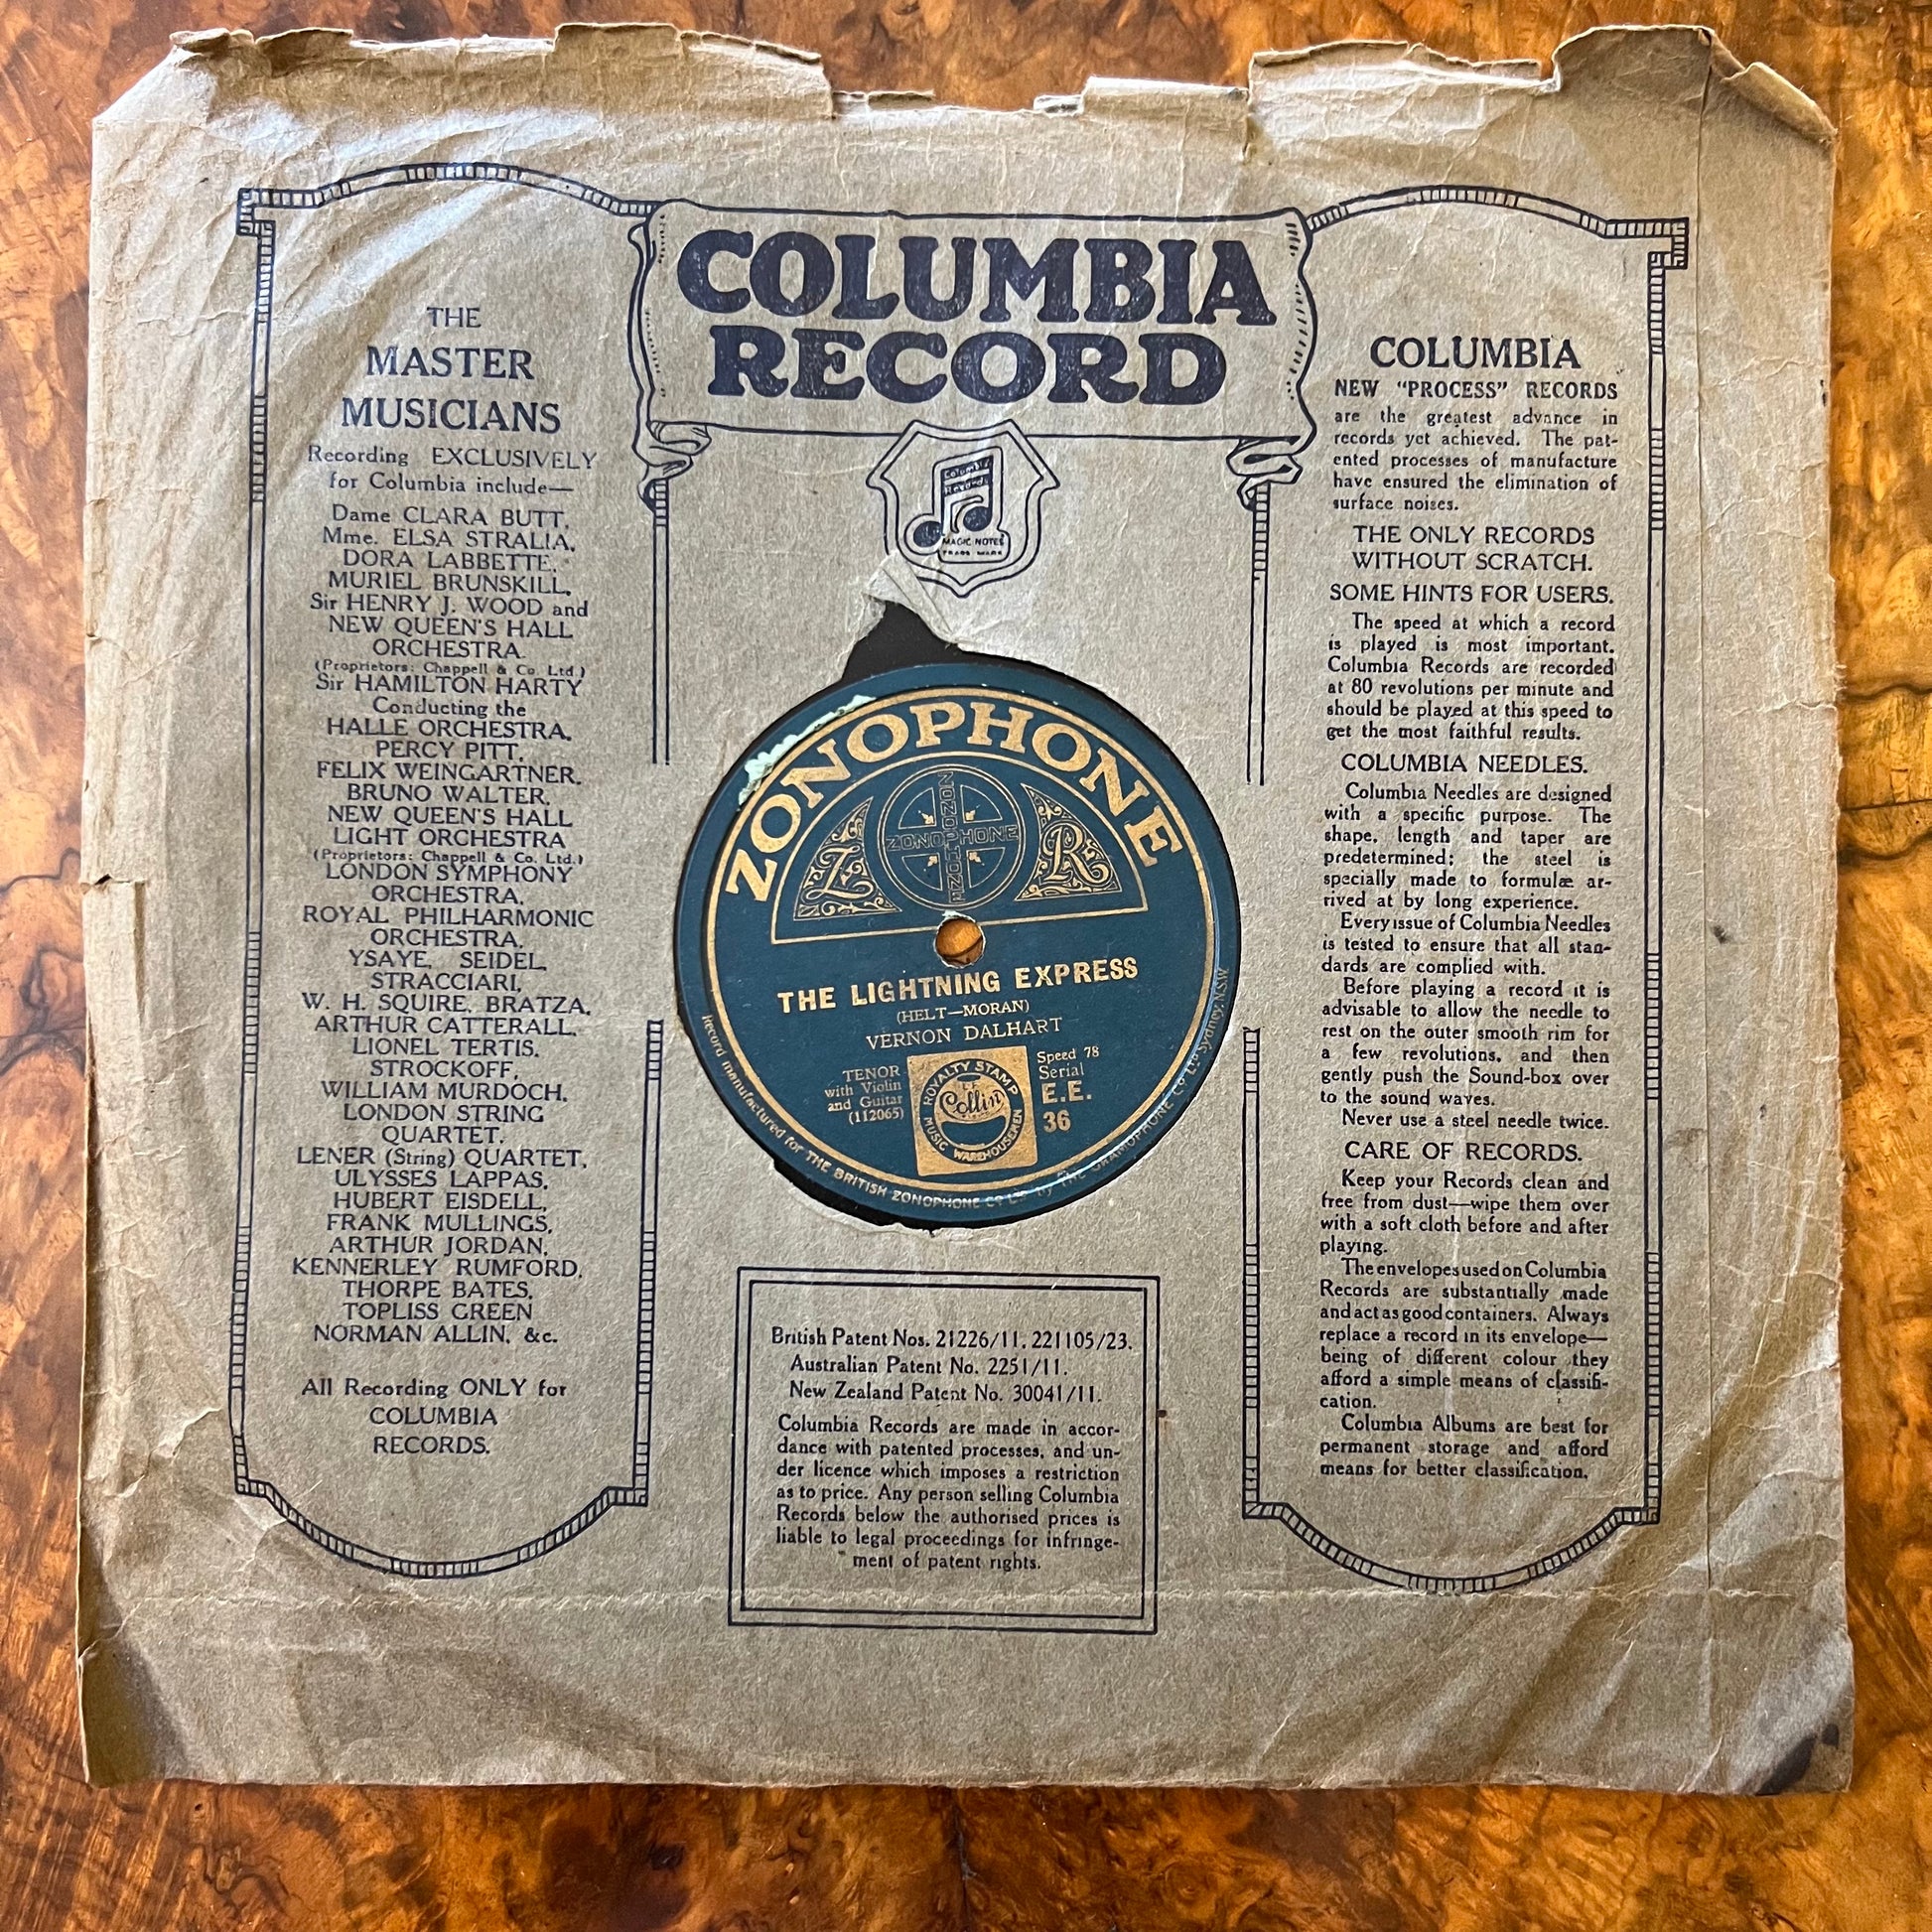 COLUMBIA
RECORD
Columbia
Records
MAGIC NOTES
TRADE MARK
THE
MASTER
MUSICIANS
Recording EXCLUSIVELY
for Columbia include—
Dame CLARA BUTT,
Mme. ELSA STRALIA,
DORA LABBETTE,
MURIEL BRUNSKILL,
Sir HENRY J. WOOD and
NEW QUEEN'S HALL
ORCHESTRA
(Proprietors: Chappell & Co. Ltd.)
Sir HAMILTON HARTY
Conducting the
HALLE ORCHESTRA,
PERCY PITT,
FELIX WEINGARTNER,
BRUNO WALTER,
NEW QUEEN'S HALL
LIGHT ORCHESTRA
(Proprietors: Chappell & Co. Ltd.)
LONDON SYMPHONY
ORCHESTRA,
ROYAL PHILHARMONIC
ORCHESTRA,
YSAYE, SEIDEL,
STRACCIARI,
W. H. SQUIRE, BRATZA,
ARTHUR CATTERALL,
LIONEL TERTIS,
STROCKOFF,
WILLIAM MURDOCH,
LONDON STRING
QUARTET,
LENER (String) QUARTET,
ULYSSES LAPPAS,
HUBERT EISDELL,
FRANK MULLINGS,
ARTHUR JORDAN,
KENNERLEY RUMFORD,
THORPE BATES,
TOPLISS GREEN
NORMAN ALLIN, &c.
All Recording ONLY for
COLUMBIA
RECORDS.
ZONOPHONE
ZONOPHONE
ZONOPHONE
Z R
THE LIGHTNING EXPRESS
(HELT—MORAN)
VERNON DALHART
TENOR
with Violin
and Guitar
(112065)
ROYALTY STAMP
Collin
MUSIC WAREHOUSEMEN
Speed 78
Serial
E.E.
36
Record manufactured for THE BRITISH ZONOPHONE Co LTD by THE GRAMOPHONE Co LTD Sydney. N.S.W.
British Patent Nos. 21226/11, 221105/23.
Australian Patent No. 2251/11.
New Zealand Patent No. 30041/11.
Columbia Records are made in accor-
dance with patented processes, and un-
der licence which imposes a restriction
as to price. Any person selling Columbia
Records below the authorised prices is
liable to legal proceedings for infringe-
ment of patent rights.
COLUMBIA
NEW "PROCESS" RECORDS
are the greatest advance in
records yet achieved. The pat-
ented processes of manufacture
have ensured the elimination of
surface noises.
THE ONLY RECORDS
WITHOUT SCRATCH.
SOME HINTS FOR USERS.
The speed at which a record
is played is most important.
Columbia Records are recorded
at 80 revolutions per minute and
should be played at this speed to
get the most faithful results.
COLUMBIA NEEDLES.
Columbia Needles are designed
with a specific purpose. The
shape, length and taper are
predetermined; the steel is
specially made to formulæ ar-
rived at by long experience.
Every issue of Columbia Needles
is tested to ensure that all stan-
dards are complied with.
Before playing a record it is
advisable to allow the needle to
rest on the outer smooth rim for
a few revolutions, and then
gently push the Sound-box over
to the sound waves.
Never use a steel needle twice.
CARE OF RECORDS.
Keep your Records clean and
free from dust—wipe them over
with a soft cloth before and after
playing.
The envelopes used on Columbia
Records are substantially made
and act as good containers. Always
replace a record in its envelope—
being of different colour they
afford a simple means of classifi-
cation.
Columbia Albums are best for
permanent storage and afford
means for better classification.